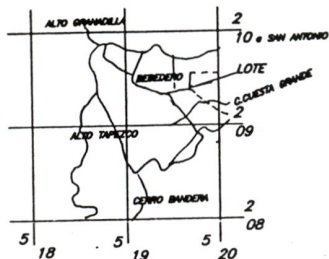 ALTO GRANADILLA
2
10 a SAN ANTONIO
BEBEDERO
LOTE
Q.CUESTA GRANDE
2
09
ALTO TAPEZCO
CERRO BANDERA
2
08
5 18
5 19
5 20